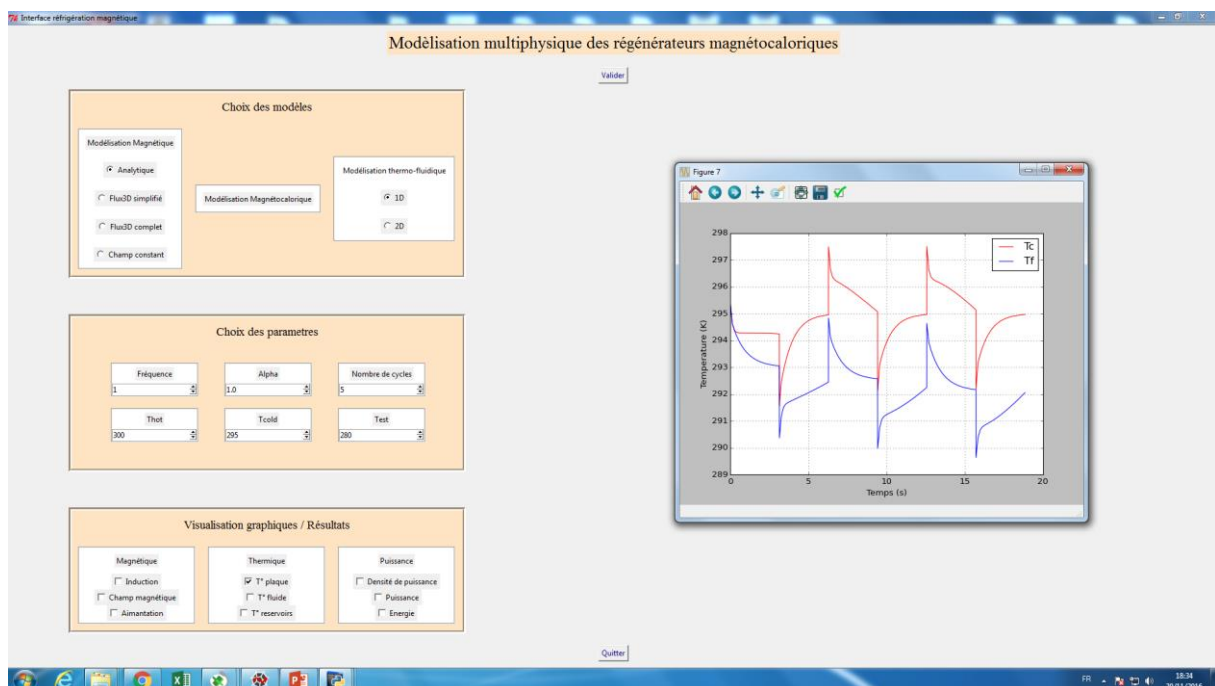 Interface réfrigération magnétique
Modèlisation multiphysique des régénérateurs magnétocaloriques
Valider
Choix des modèles
Modélisation Magnétique
Analytique
Flux3D simplifié
Flux3D complet
Champ constant
Modélisation Magnétocalorique
Modélisation thermo-fluidique
1D
2D
Choix des parametres
Fréquence
1
Alpha
1.0
Nombre de cycles
5
Thot
300
Tcold
295
Test
280
Visualisation graphiques / Résultats
Magnétique
Induction
Champ magnétique
Aimantation
Thermique
T° plaque
T° fluide
T° reservoirs
Puissance
Densité de puissance
Puissance
Energie
Figure 7
298
297
296
295
294
293
292
291
290
289
Temperature (K)
Tc
Tf
0
5
10
15
20
Temps (s)
Quitter
FR
18:34